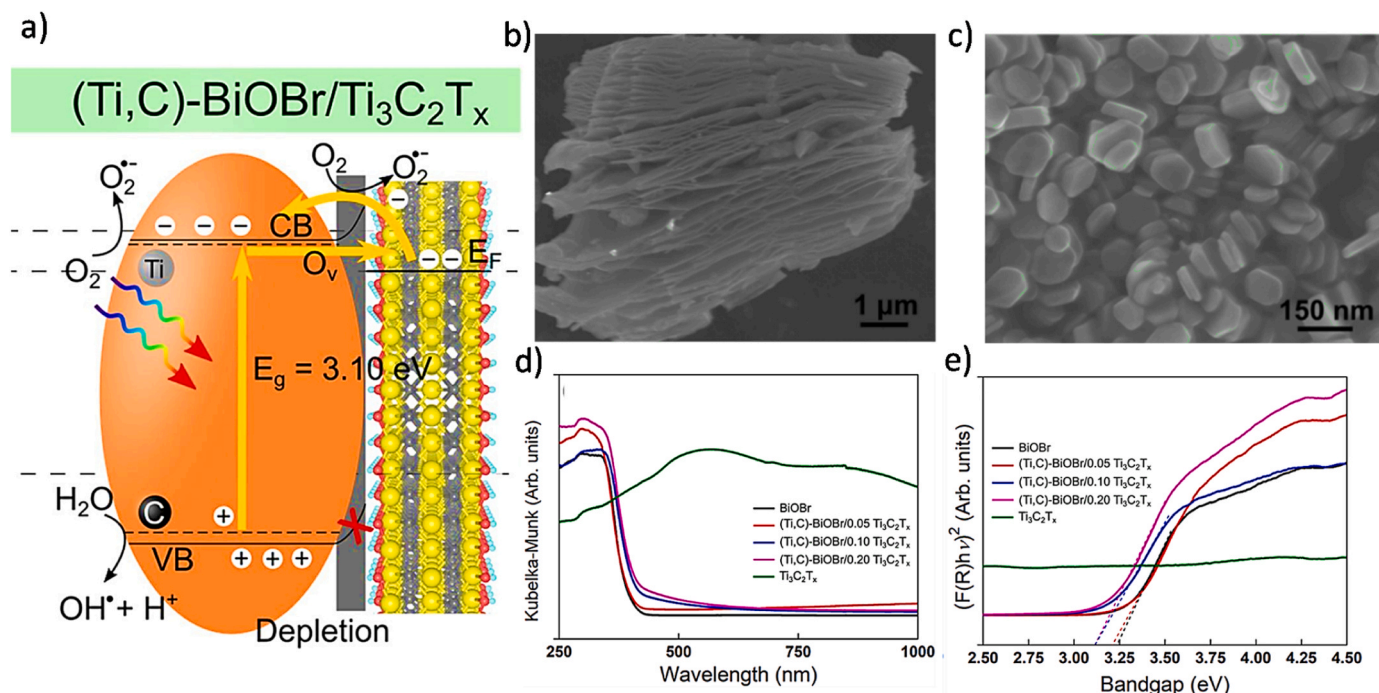 a)
(Ti,C)-BiOBr/Ti₃C₂Tₓ
O₂•⁻
O₂
O₂•⁻
CB
O₂
Ti
Oᵥ
E_F
E_g = 3.10 eV
H₂O
C
VB
OH• + H⁺
Depletion
b)
1 μm
c)
150 nm
d)
Kubelka-Munk (Arb. units)
BiOBr
(Ti,C)-BiOBr/0.05 Ti₃C₂Tₓ
(Ti,C)-BiOBr/0.10 Ti₃C₂Tₓ
(Ti,C)-BiOBr/0.20 Ti₃C₂Tₓ
Ti₃C₂Tₓ
250 500 750 1000
Wavelength (nm)
e)
(F(R)hν)² (Arb. units)
BiOBr
(Ti,C)-BiOBr/0.05 Ti₃C₂Tₓ
(Ti,C)-BiOBr/0.10 Ti₃C₂Tₓ
(Ti,C)-BiOBr/0.20 Ti₃C₂Tₓ
Ti₃C₂Tₓ
2.50 2.75 3.00 3.25 3.50 3.75 4.00 4.25 4.50
Bandgap (eV)